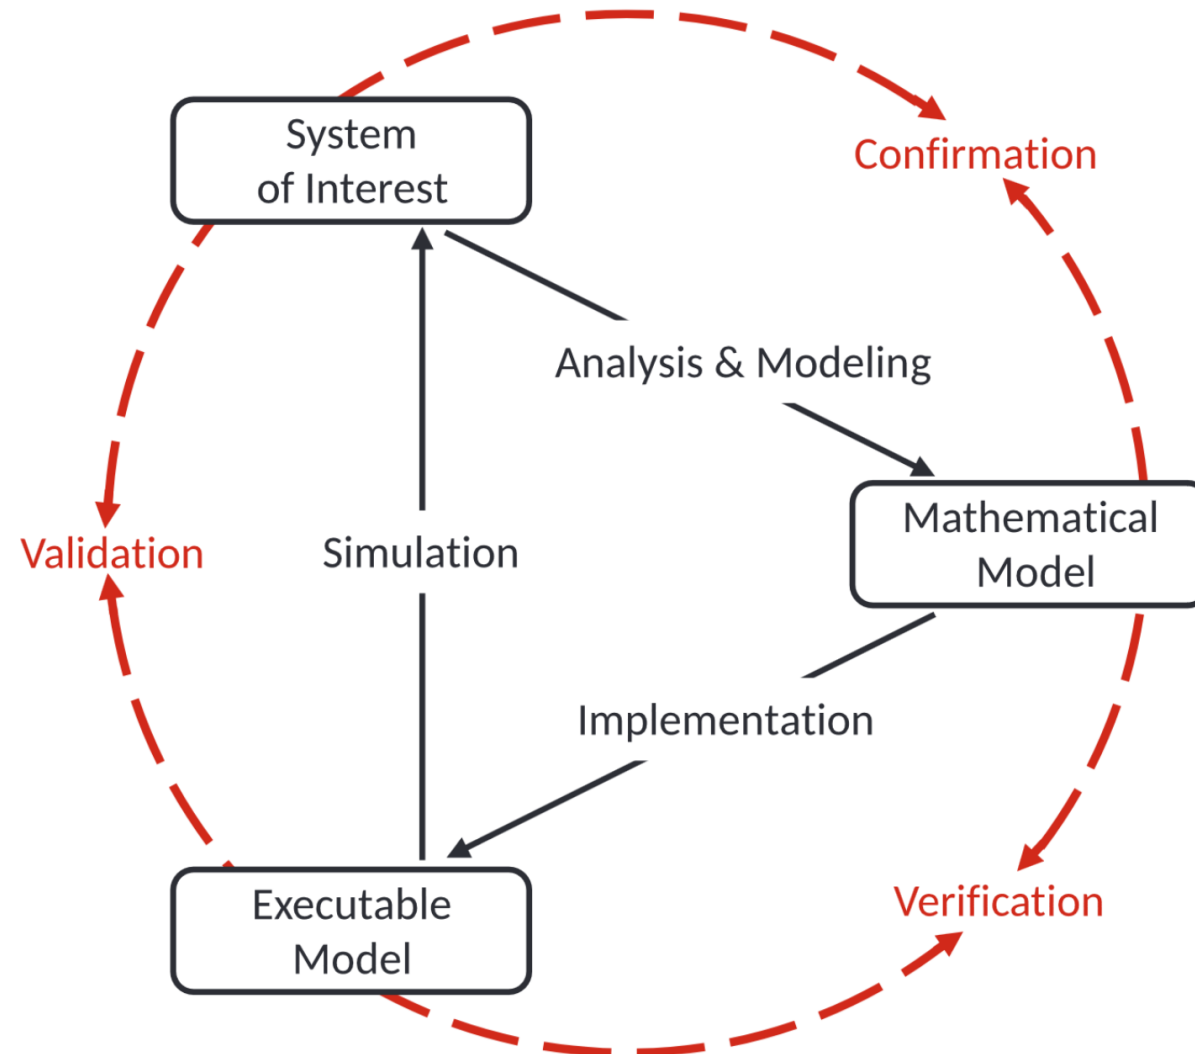 System
of Interest
Confirmation
Analysis & Modeling
Mathematical
Model
Validation
Simulation
Implementation
Executable
Model
Verification